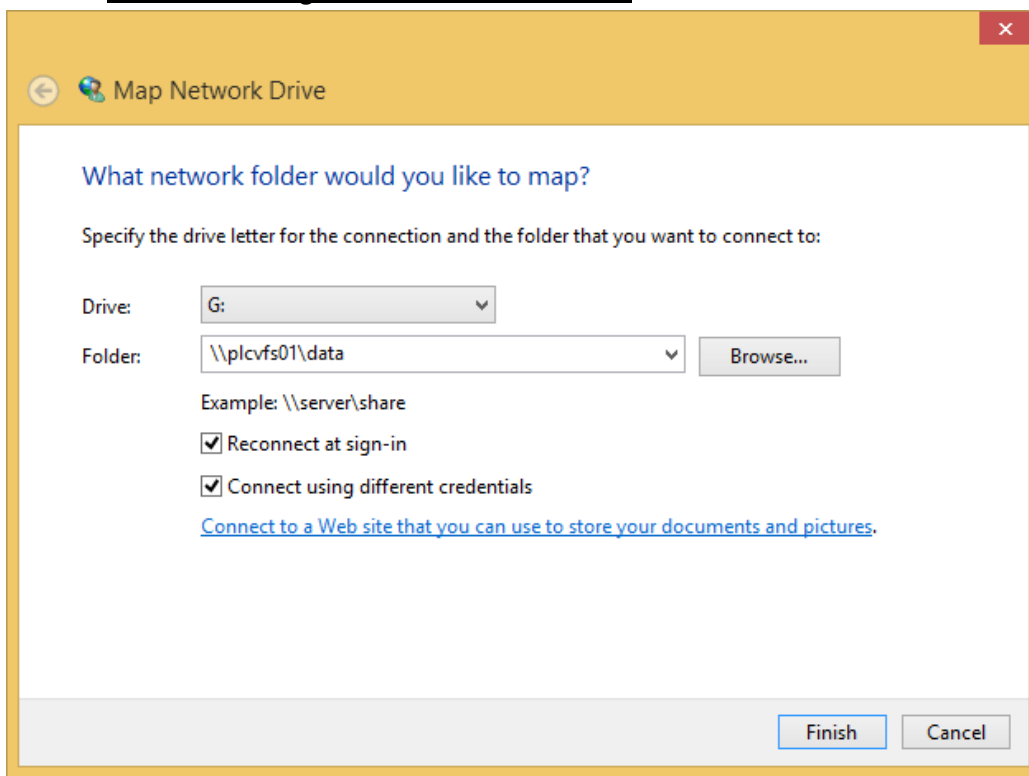 Map Network Drive
What network folder would you like to map?
Specify the drive letter for the connection and the folder that you want to connect to:
Drive: G:
Folder: \\plcvfs01\data Browse...
Example: \\server\share
Reconnect at sign-in
Connect using different credentials
Connect to a Web site that you can use to store your documents and pictures.
Finish Cancel